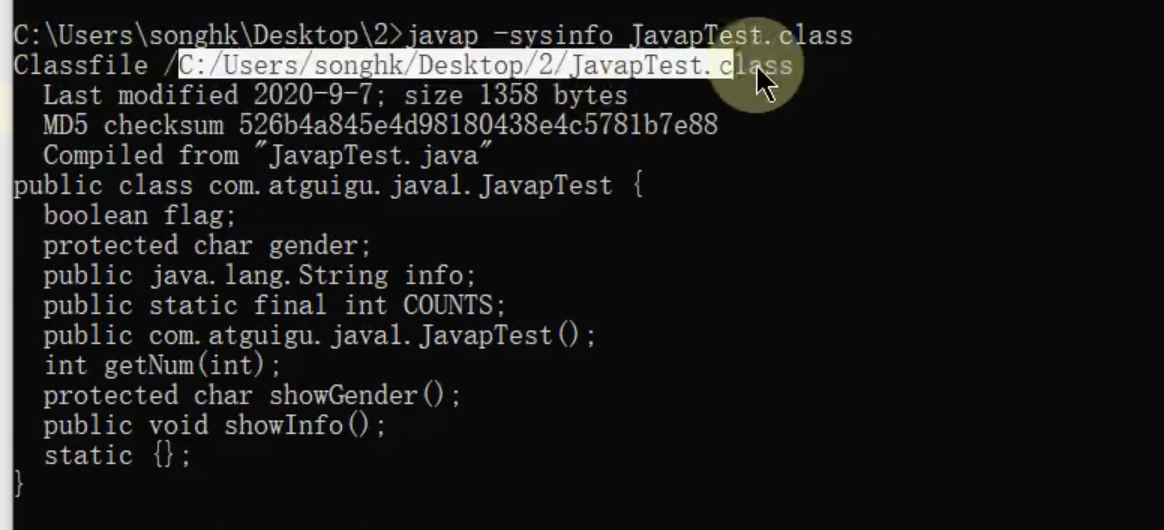 C:\Users\songhk\Desktop\2>javap -sysinfo JavapTest.class
Classfile /C:/Users/songhk/Desktop/2/JavapTest.class
  Last modified 2020-9-7; size 1358 bytes
  MD5 checksum 526b4a845e4d98180438e4c5781b7e88
  Compiled from "JavapTest.java"
public class com.atguigu.java1.JavapTest {
  boolean flag;
  protected char gender;
  public java.lang.String info;
  public static final int COUNTS;
  public com.atguigu.java1.JavapTest();
  int getNum(int);
  protected char showGender();
  public void showInfo();
  static {};
}